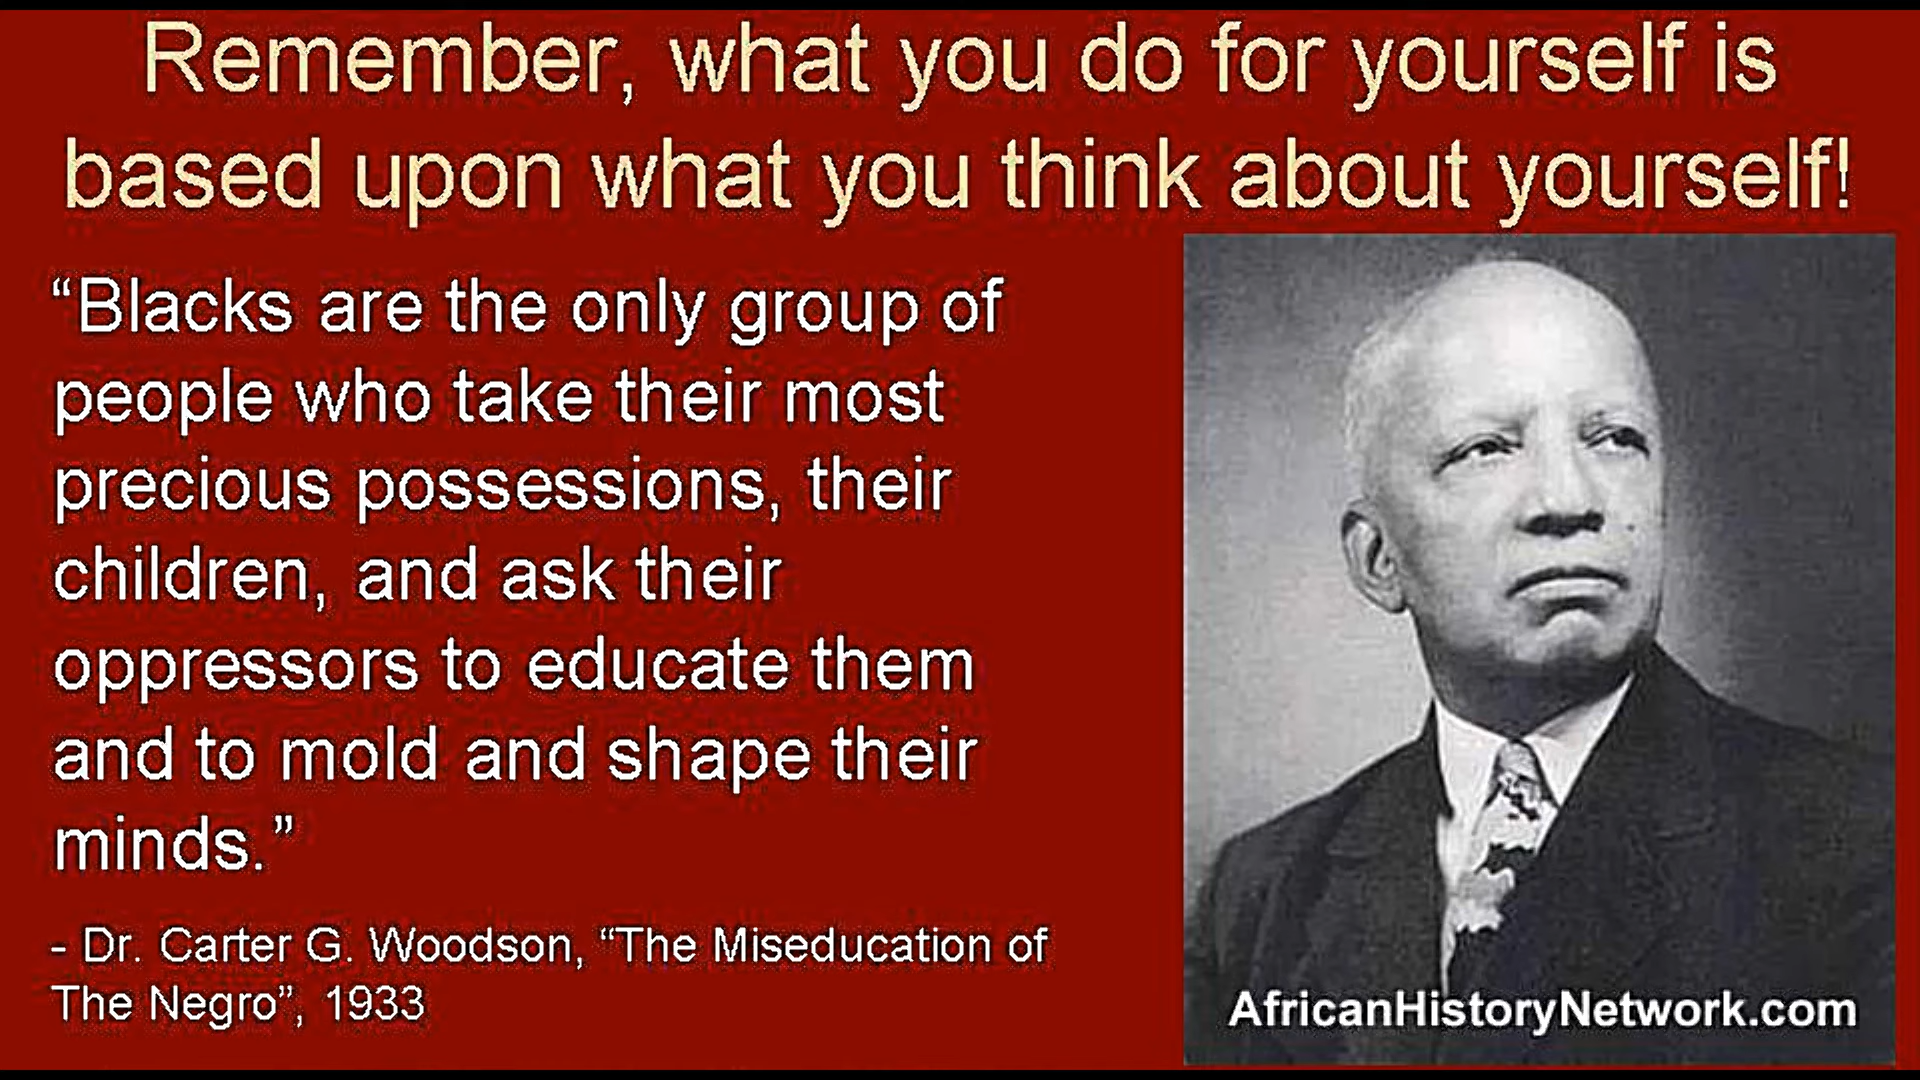 Remember, what you do for yourself is
based upon what you think about yourself!
“Blacks are the only group of
people who take their most
precious possessions, their
children, and ask their
oppressors to educate them
and to mold and shape their
minds.”
- Dr. Carter G. Woodson, “The Miseducation of
The Negro”, 1933
AfricanHistoryNetwork.com